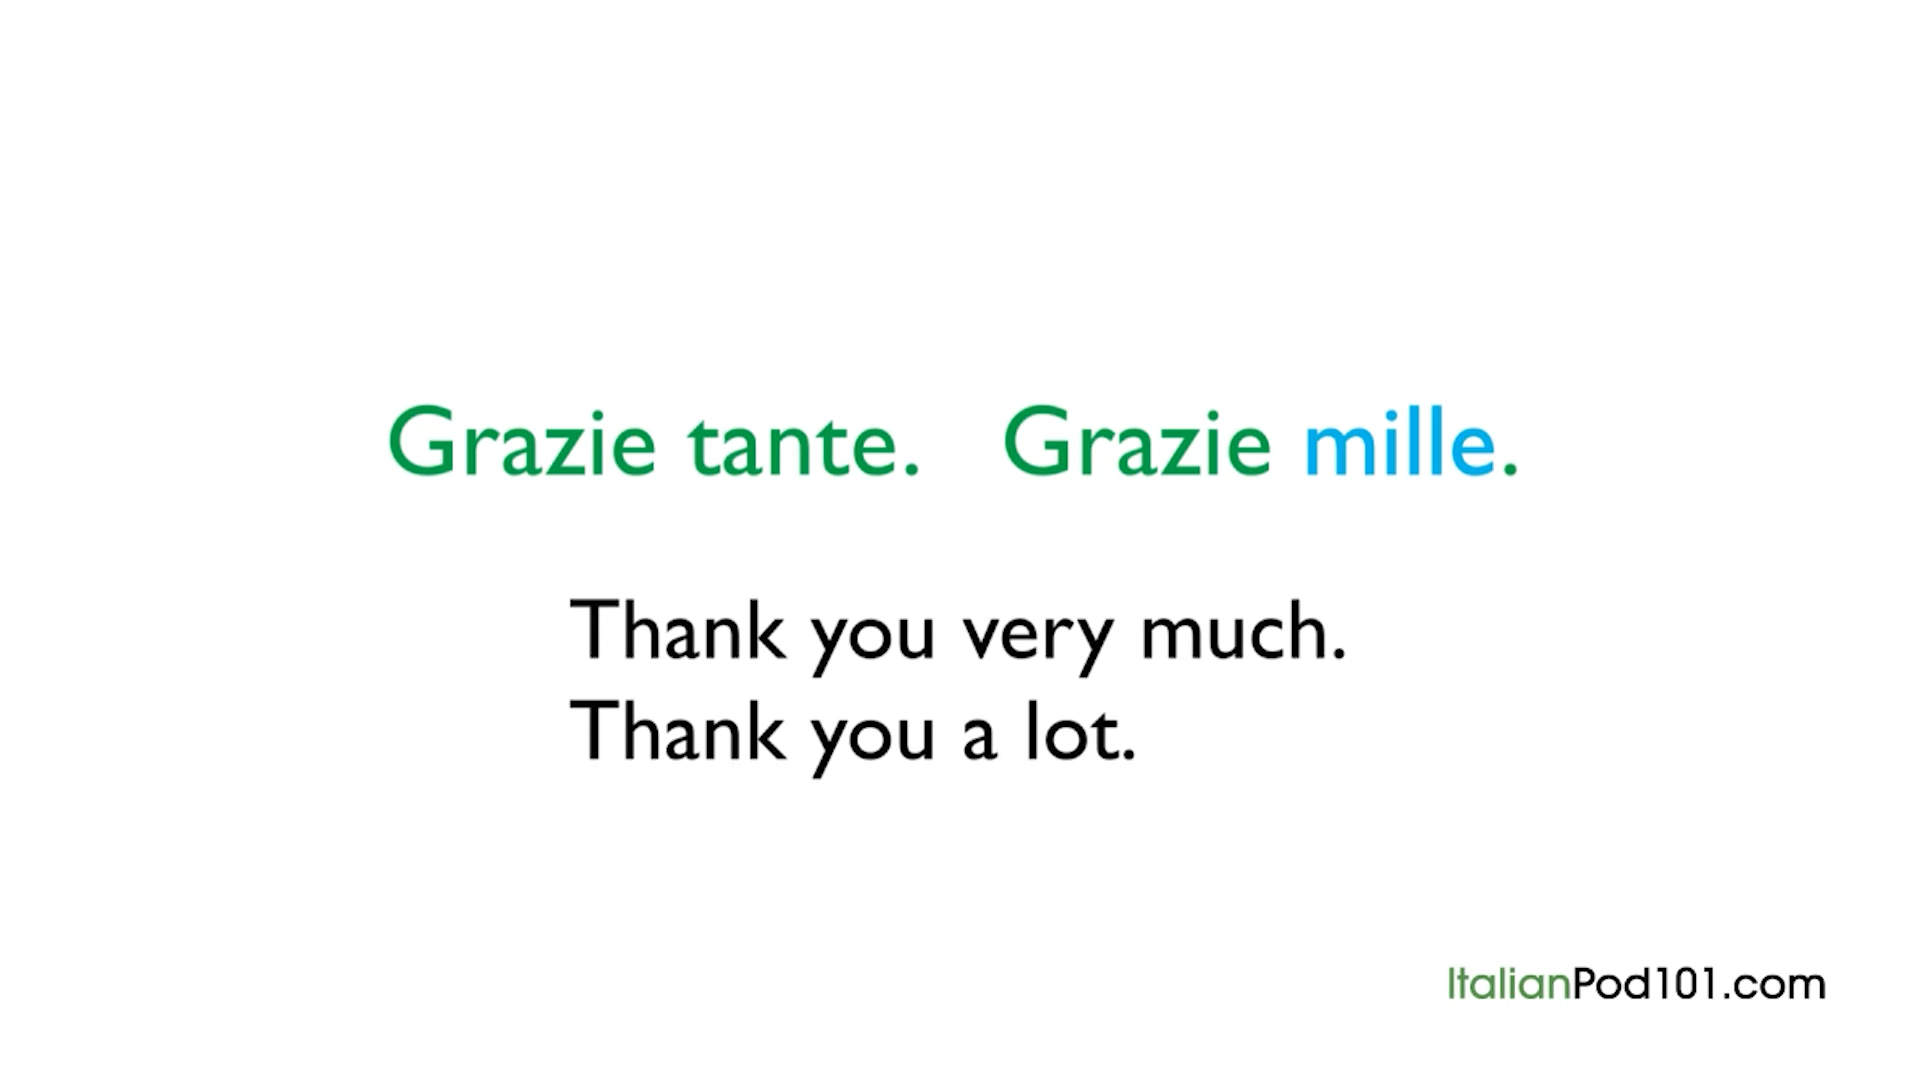 Grazie tante. Grazie mille.
Thank you very much.
Thank you a lot.
ItalianPod101.com